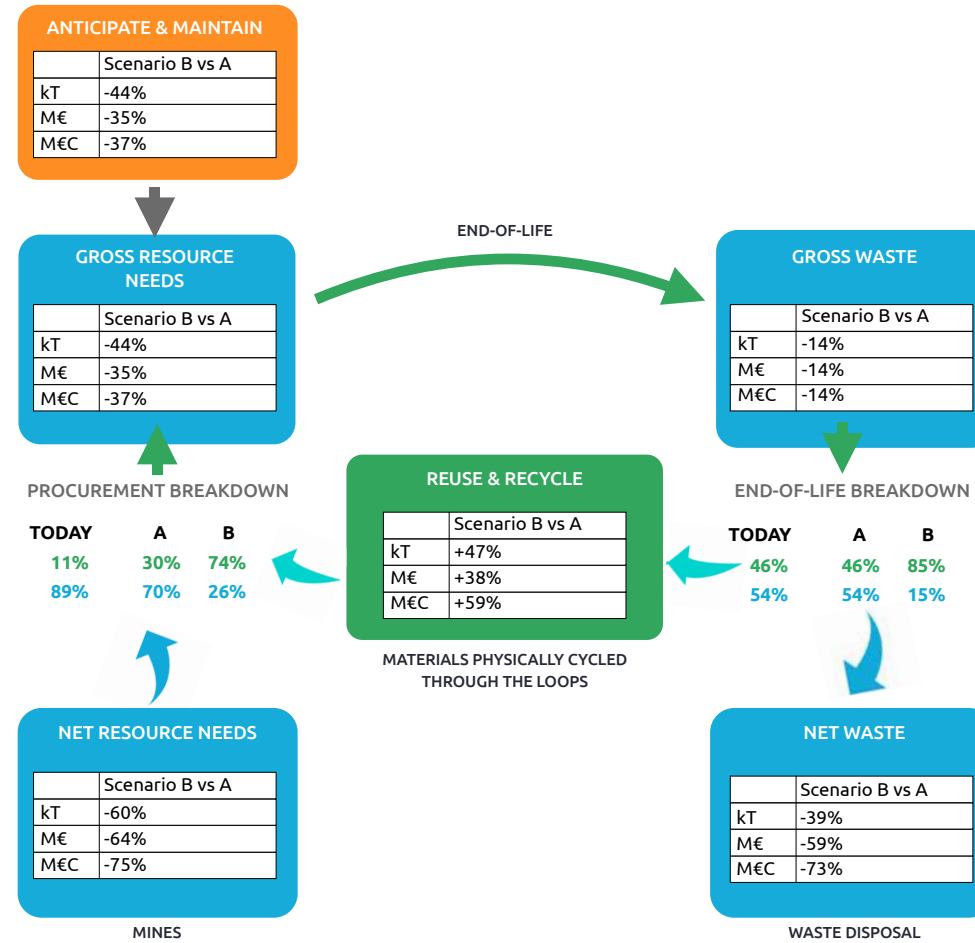 ANTICIPATE & MAINTAIN
Scenario B vs A
kT -44%
M€ -35%
M€C -37%
END-OF-LIFE
GROSS RESOURCE
NEEDS
Scenario B vs A
kT -44%
M€ -35%
M€C -37%
GROSS WASTE
Scenario B vs A
kT -14%
M€ -14%
M€C -14%
PROCUREMENT BREAKDOWN
TODAY A B
11% 30% 74%
89% 70% 26%
REUSE & RECYCLE
Scenario B vs A
kT +47%
M€ +38%
M€C +59%
MATERIALS PHYSICALLY CYCLED
THROUGH THE LOOPS
END-OF-LIFE BREAKDOWN
TODAY A B
46% 46% 85%
54% 54% 15%
NET RESOURCE NEEDS
Scenario B vs A
kT -60%
M€ -64%
M€C -75%
MINES
NET WASTE
Scenario B vs A
kT -39%
M€ -59%
M€C -73%
WASTE DISPOSAL